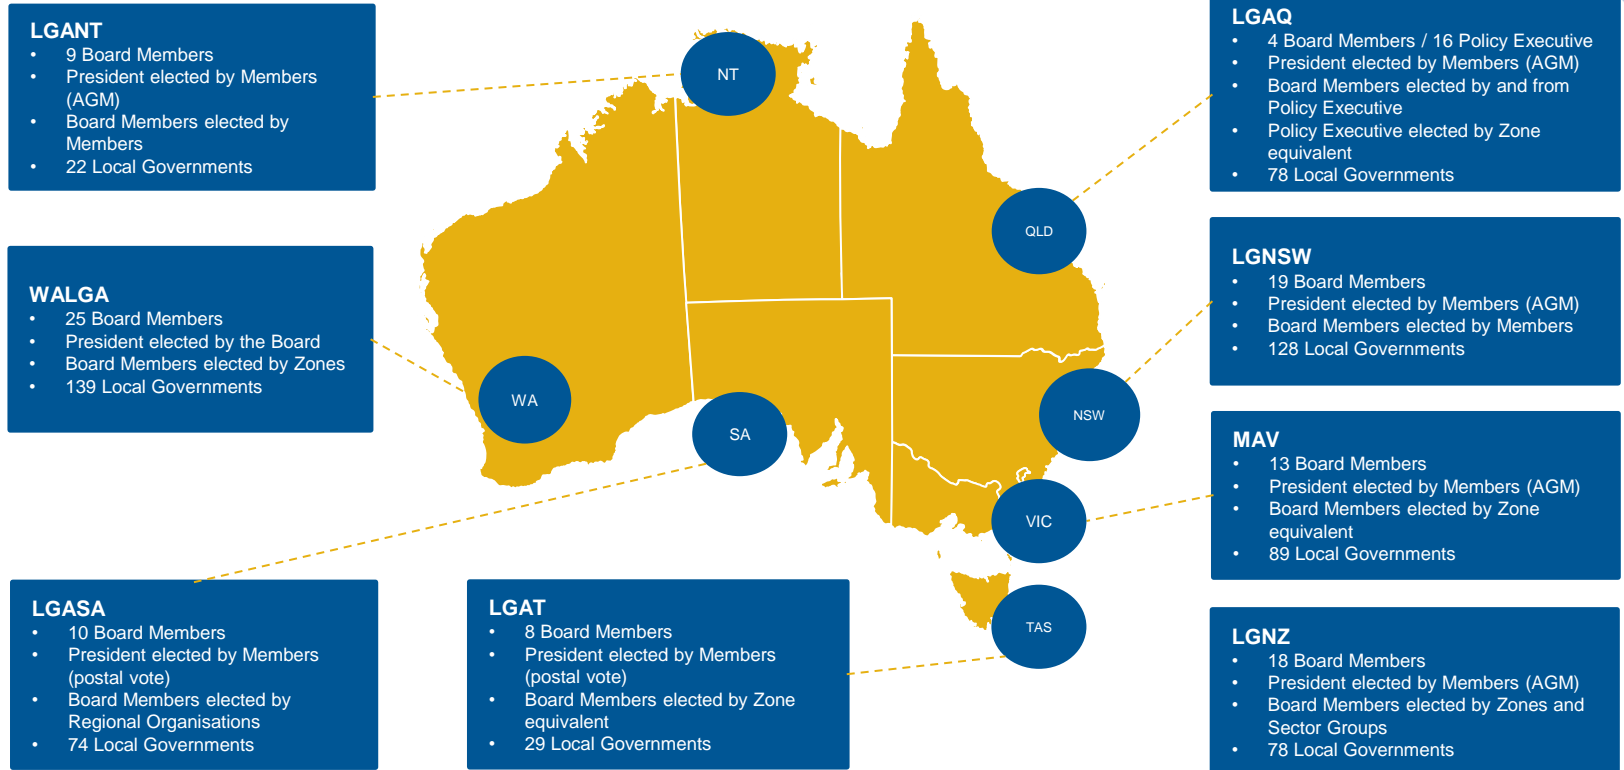 LGANT
• 9 Board Members
• President elected by Members
(AGM)
• Board Members elected by
Members
• 22 Local Governments
WALGA
• 25 Board Members
• President elected by the Board
• Board Members elected by Zones
• 139 Local Governments
LGASA
• 10 Board Members
• President elected by Members
(postal vote)
• Board Members elected by
Regional Organisations
• 74 Local Governments
LGAT
• 8 Board Members
• President elected by Members
(postal vote)
• Board Members elected by Zone
equivalent
• 29 Local Governments
NT
QLD
WA
SA
NSW
VIC
TAS
LGAQ
• 4 Board Members / 16 Policy Executive
• President elected by Members (AGM)
• Board Members elected by and from
Policy Executive
• Policy Executive elected by Zone
equivalent
• 78 Local Governments
LGNSW
• 19 Board Members
• President elected by Members (AGM)
• Board Members elected by Members
• 128 Local Governments
MAV
• 13 Board Members
• President elected by Members (AGM)
• Board Members elected by Zone
equivalent
• 89 Local Governments
LGNZ
• 18 Board Members
• President elected by Members (AGM)
• Board Members elected by Zones and
Sector Groups
• 78 Local Governments